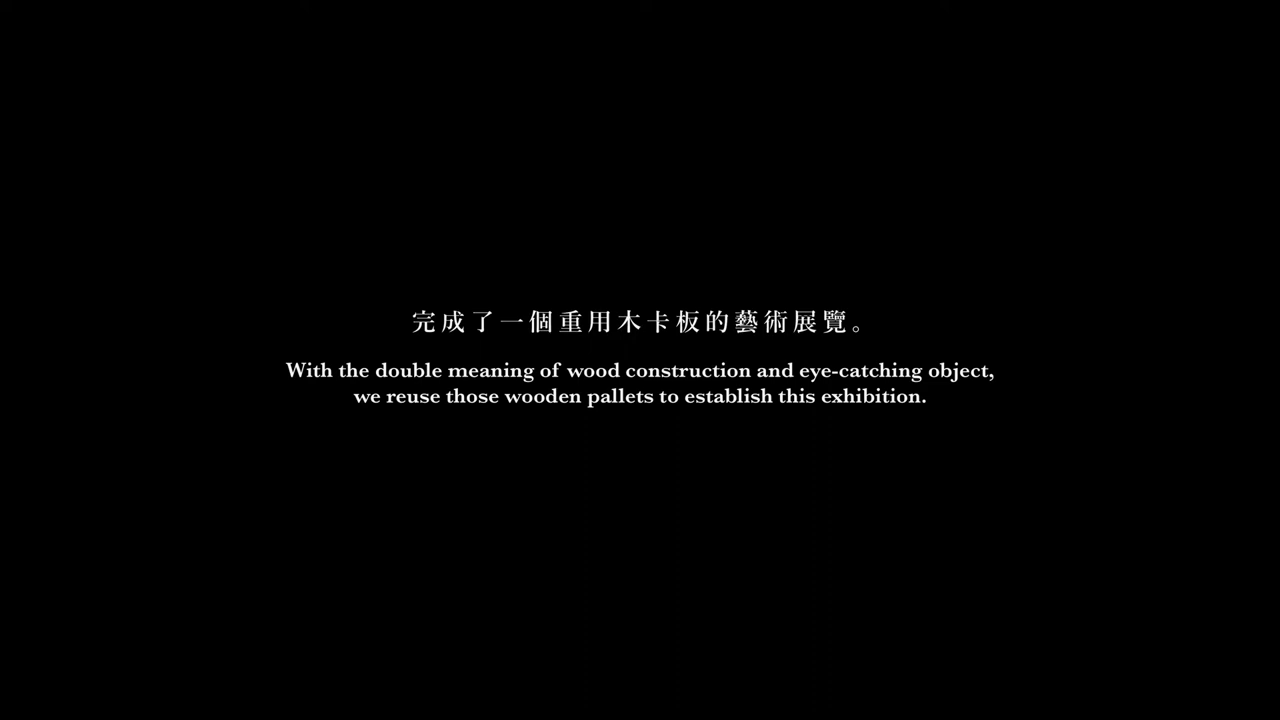 完成了一個重用木卡板的藝術展覽。
With the double meaning of wood construction and eye-catching object,
we reuse those wooden pallets to establish this exhibition.